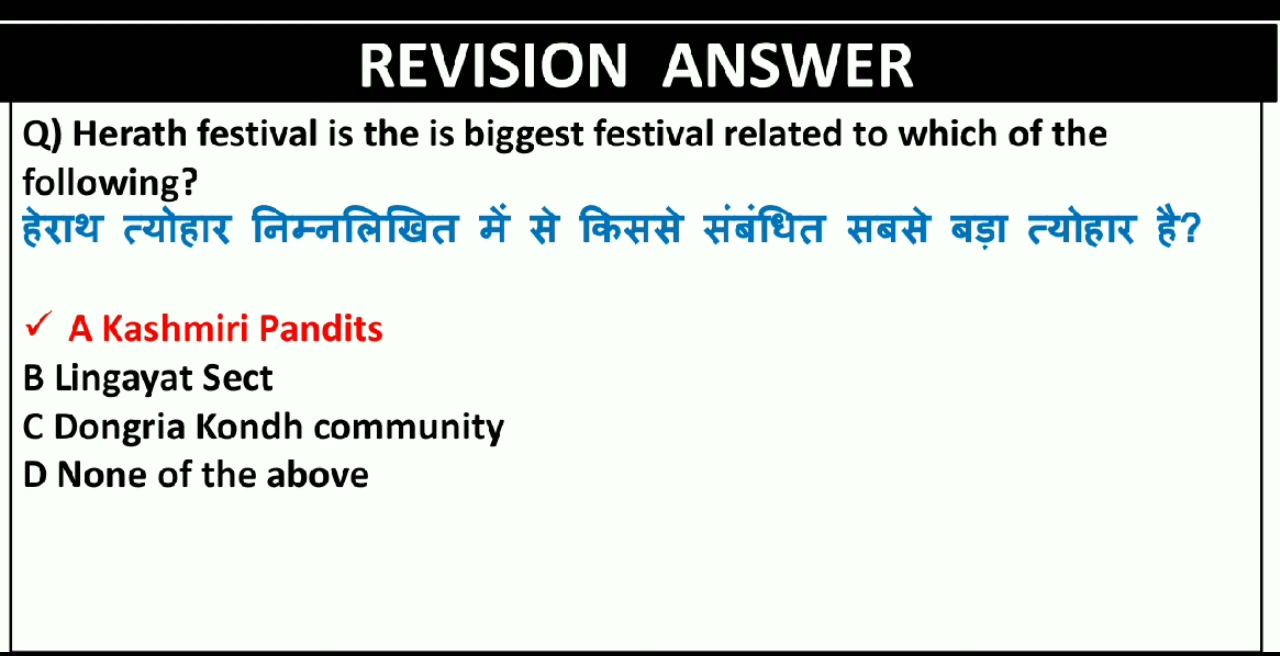 REVISION ANSWER
Q) Herath festival is the is biggest festival related to which of the
following?
हेराथ त्योहार निम्नलिखित में से किससे संबंधित सबसे बड़ा त्योहार है?
✓ A Kashmiri Pandits
B Lingayat Sect
C Dongria Kondh community
D None of the above